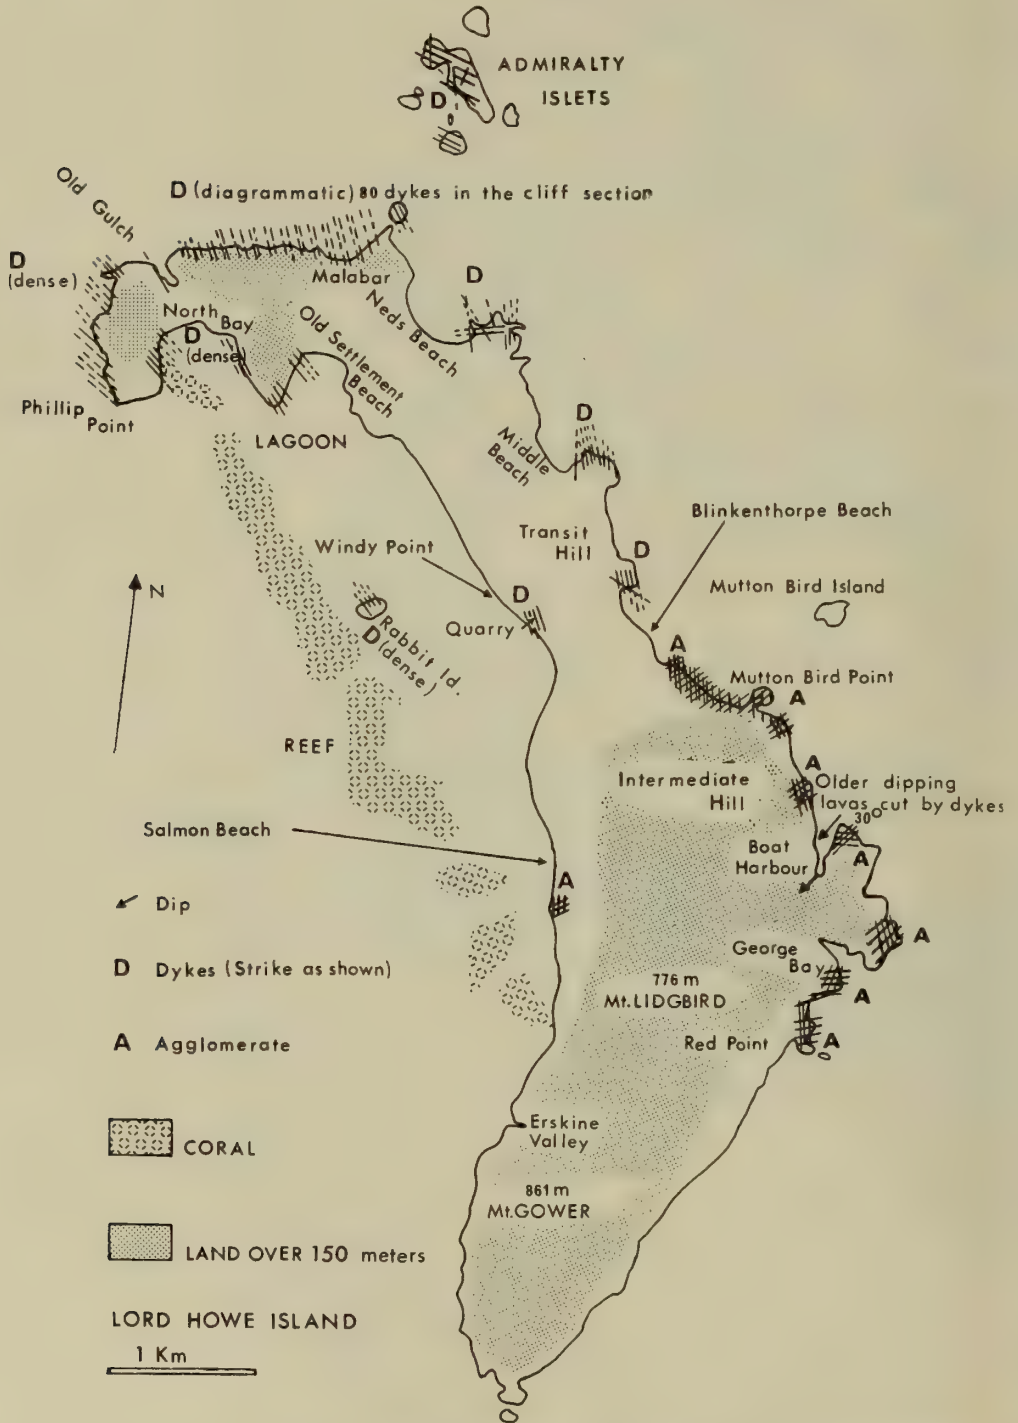 ADMIRALTY
ISLETS
D
D (diagrammatic) 80 dykes in the cliff section
Old Gulch
D
(dense)
Malabar
D
North
Bay
D
(dense)
Neds Beach
Old Settlement
Beach
Phillip
Point
LAGOON
D
Middle
Beach
Blinkenthorpe Beach
Transit
Hill
Windy Point
D
N
Mutton Bird Island
D
Quarry
Rabbit Id.
D (dense)
A
Mutton Bird Point
A
REEF
A
Intermediate
Hill
Older dipping
lavas cut by dykes
30°
Salmon Beach
Boat
Harbour
A
A
Dip
A
George
Bay
D Dykes (Strike as shown)
776 m
Mt.LIDGBIRD
A
A Agglomerate
Red Point
A
Erskine
Valley
CORAL
861 m
Mt.GOWER
LAND OVER 150 meters
LORD HOWE ISLAND
1 Km